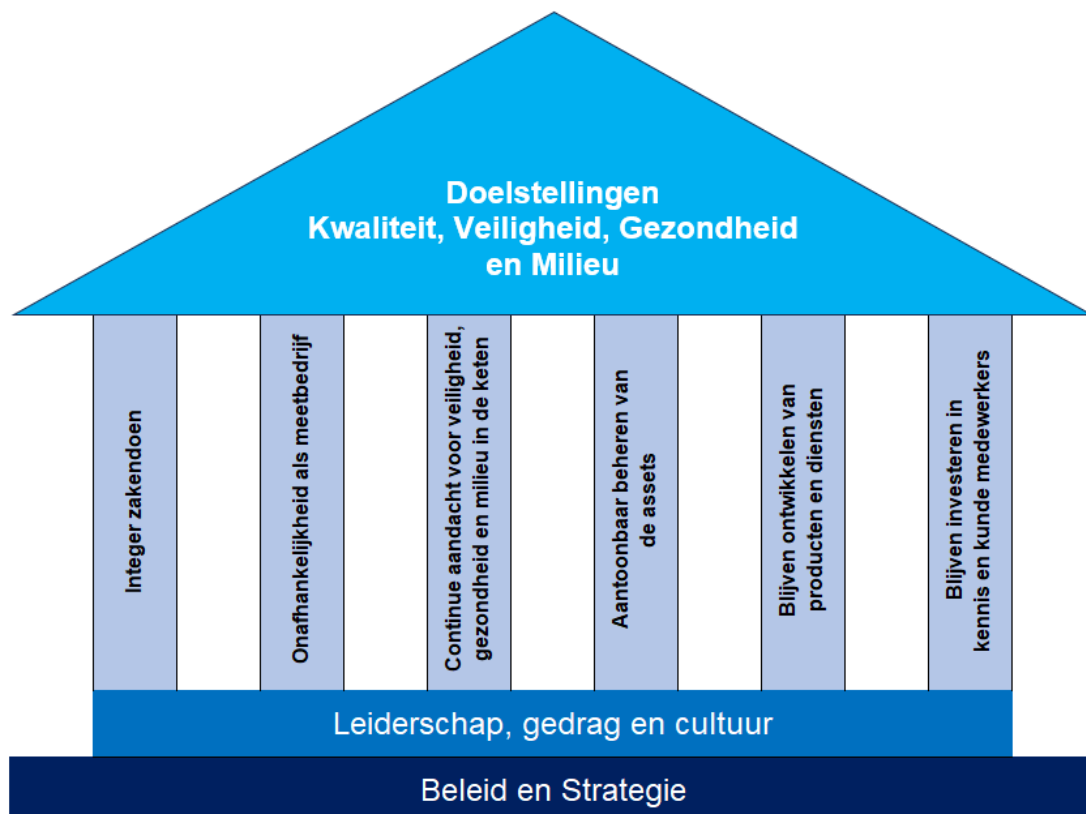 Doelstellingen
Kwaliteit, Veiligheid, Gezondheid
en Milieu
Integer zakendoen
Onafhankelijkheid als meetbedrijf
Continue aandacht voor veiligheid,
gezondheid en milieu in de keten
Aantoonbaar beheren van
de assets
Blijven ontwikkelen van
producten en diensten
Blijven investeren in
kennis en kunde medewerkers
Leiderschap, gedrag en cultuur
Beleid en Strategie